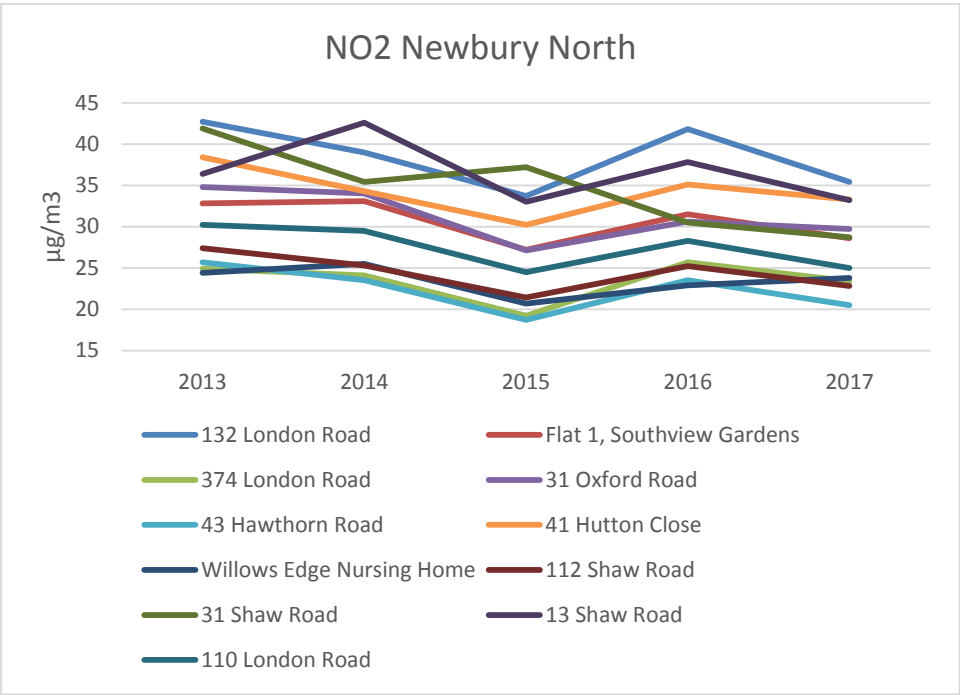 NO2 Newbury North
µg/m3
45
40
35
30
25
20
15
2013 2014 2015 2016 2017
132 London Road Flat 1, Southview Gardens
374 London Road 31 Oxford Road
43 Hawthorn Road 41 Hutton Close
Willows Edge Nursing Home 112 Shaw Road
31 Shaw Road 13 Shaw Road
110 London Road